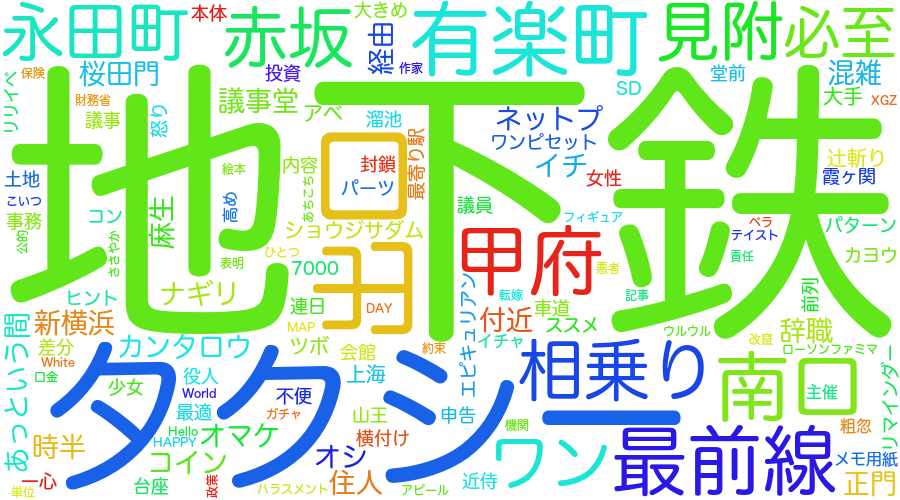 地下鉄
タクシー
ロヨ
永田町
本体
赤坂
大きめ
経由
作家
有楽町
見附
必至
リリイベ
保険
財務省
桜田門
投資
議事堂
アベ
議事
怒り
溜池
SD
堂前
混雑
大手
XGZ
ネットプ
ワンピセット
イチ
辻斬り
霞ヶ関
土地
こいつ
事務
公的
コン
ささやか
麻生
高め
絵本
内容
あちこち
封鎖
パーツ
最寄り駅
女性
議員
パターン
カヨウ
フィギュア
ペラ
テイスト
責任
ショウジサダム
表明
ひとつ
7000
甲府
悪者
ヒント
ナギリ
連日
DAY
MAP
エピキュリアン
転嫁
車道
記事
前列
新横浜
カンタロウ
ツボ
会館
約束
イチャ
付近
ススメ
ウルウル
改竄
辞職
ローソンファミマ
リマインダー
あっという間
差分
White
口金
少女
役人
World
最適
不便
ガチャ
上海
山王
申告
相乗り
南口
主催
時半
Hello
HAPPY
オマケ
横付け
機関
ワン
最前線
粗忽
メモ用紙
一心
単位
コイン
台座
政策
オシ
ハラスメント
住人
アピール
近侍
正門